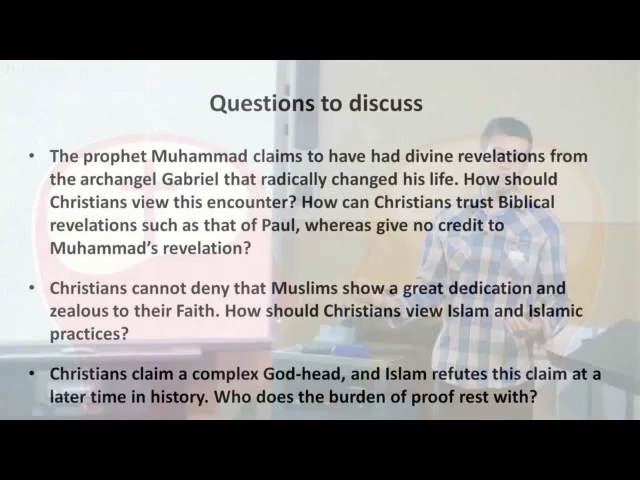 Questions to discuss
• The prophet Muhammad claims to have had divine revelations from
the archangel Gabriel that radically changed his life. How should
Christians view this encounter? How can Christians trust Biblical
revelations such as that of Paul, whereas give no credit to
Muhammad's revelation?
• Christians cannot deny that Muslims show a great dedication and
zealous to their Faith. How should Christians view Islam and Islamic
practices?
• Christians claim a complex God-head, and Islam refutes this claim at a
later time in history. Who does the burden of proof rest with?